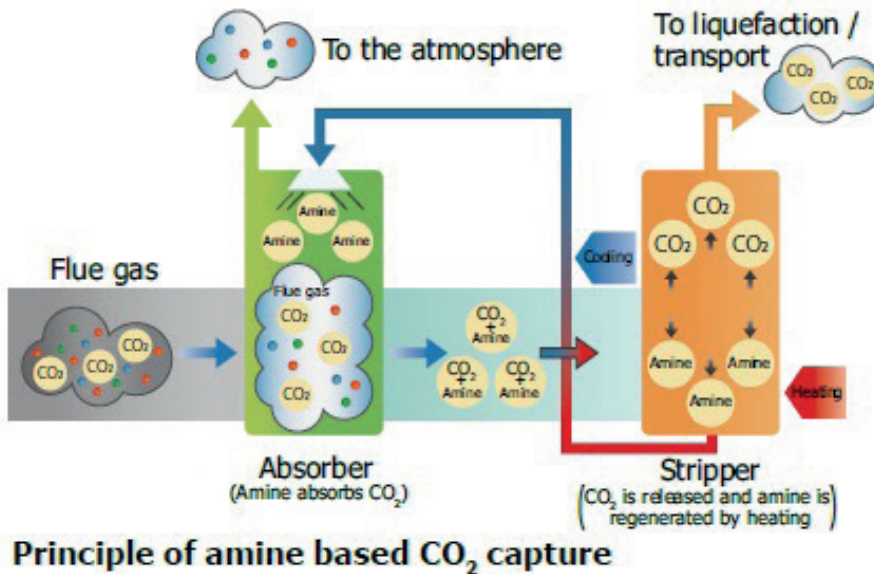 To the atmosphere
To liquefaction /
transport
CO₂
CO₂
CO₂
Amine
Amine
Amine
CO₂
CO₂
CO₂
Cooling
Flue gas
Flue gas
CO₂
CO₂
CO₂
CO₂
CO₂
CO₂
CO₂
+
Amine
CO₂
+
Amine
CO₂
+
Amine
Amine
Amine
Amine
Heating
Absorber
(Amine absorbs CO₂)
Stripper
(CO₂ is released and amine is
regenerated by heating)
Principle of amine based CO₂ capture